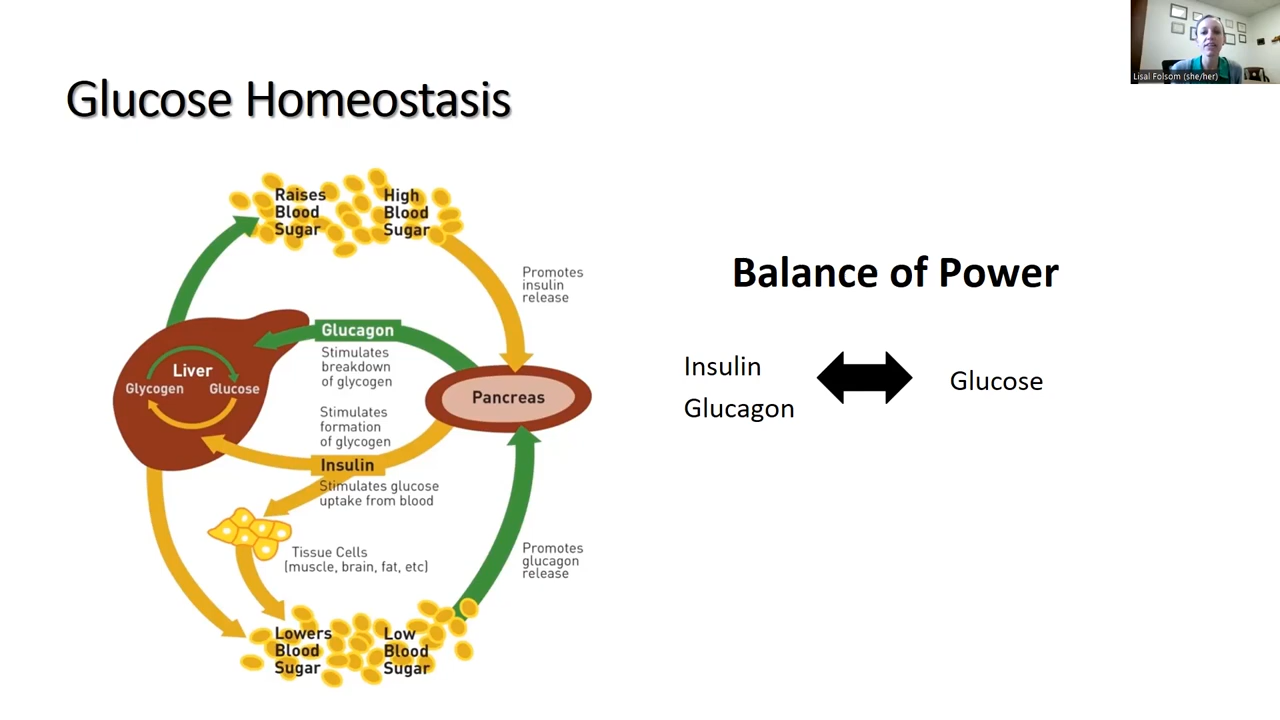 Lisal Folsom (she/her)
Glucose Homeostasis
Raises
Blood
Sugar
High
Blood
Sugar
Promotes
insulin
release
Glucagon
Stimulates
breakdown
of glycogen
Liver
Glycogen
Glucose
Pancreas
Stimulates
formation
of glycogen
Insulin
Stimulates glucose
uptake from blood
Tissue Cells
(muscle, brain, fat, etc)
Promotes
glucagon
release
Lowers
Blood
Sugar
Low
Blood
Sugar
Balance of Power
Insulin
Glucagon
Glucose